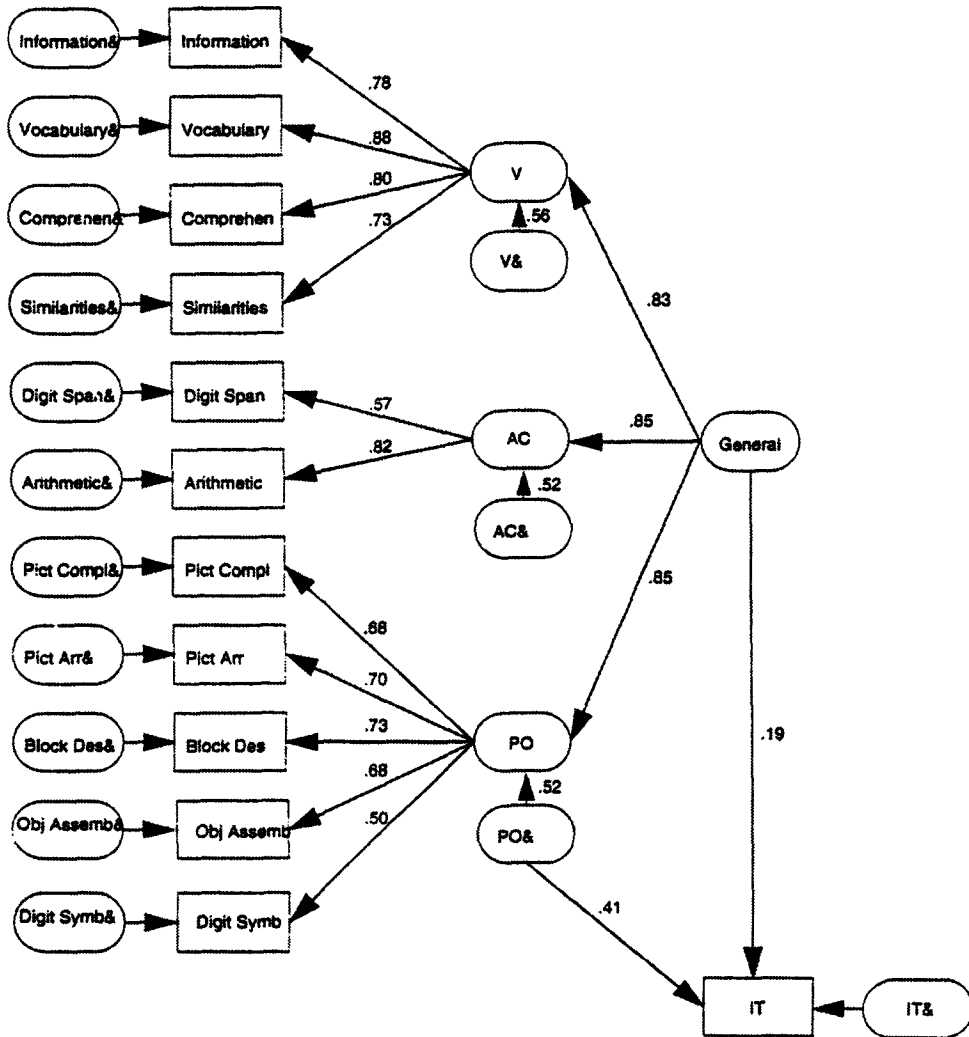 Information& Information
.78
Vocabulary& Vocabulary
.88
V
.80
Comprehen& Comprehen
.56
.73
V&
.83
Similarities& Similarities
Digit Span& Digit Span
.57
.85
AC
General
.82
Arithmetic& Arithmetic
.52
AC&
Pict Compl& Pict Compl
.85
.68
Pict Arr& Pict Arr
.70
.73
Block Des& Block Des
PO
.19
.68
.52
Obj Assemb& Obj Assemb
.50
PO&
Digit Symb& Digit Symb
.41
IT
IT&